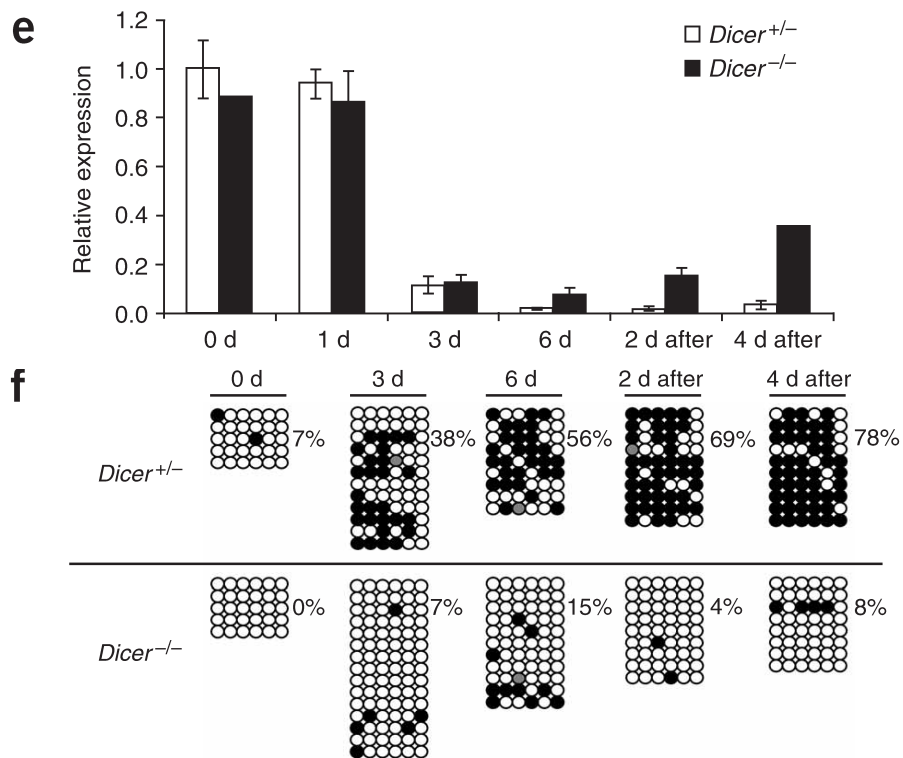 e
1.2
1.0
0.8
0.6
0.4
0.2
0.0
Relative expression
Dicer+/–
Dicer–/–
0 d 1 d 3 d 6 d 2 d after 4 d after
f
0 d 3 d 6 d 2 d after 4 d after
Dicer+/–
7% 38% 56% 69% 78%
Dicer–/–
0% 7% 15% 4% 8%